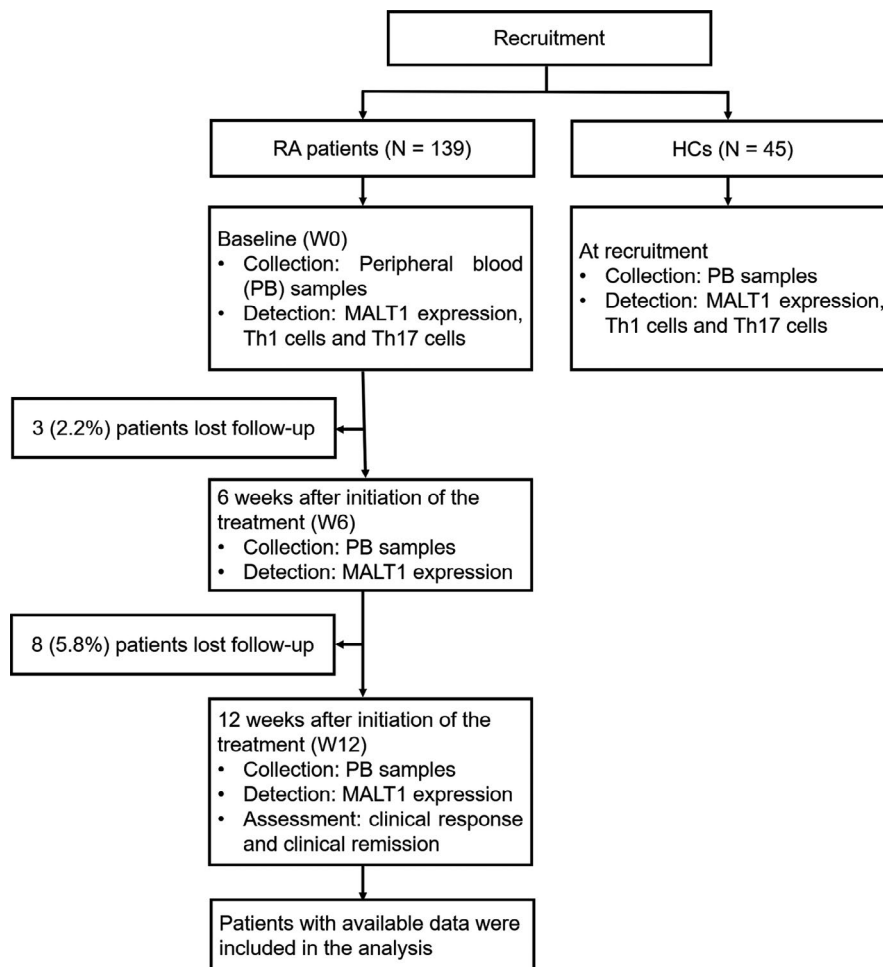 Recruitment
RA patients (N = 139)
HCs (N = 45)
Baseline (W0)
• Collection: Peripheral blood
(PB) samples
• Detection: MALT1 expression,
Th1 cells and Th17 cells
At recruitment
• Collection: PB samples
• Detection: MALT1 expression,
Th1 cells and Th17 cells
3 (2.2%) patients lost follow-up
6 weeks after initiation of the
treatment (W6)
• Collection: PB samples
• Detection: MALT1 expression
8 (5.8%) patients lost follow-up
12 weeks after initiation of the
treatment (W12)
• Collection: PB samples
• Detection: MALT1 expression
• Assessment: clinical response
and clinical remission
Patients with available data were
included in the analysis